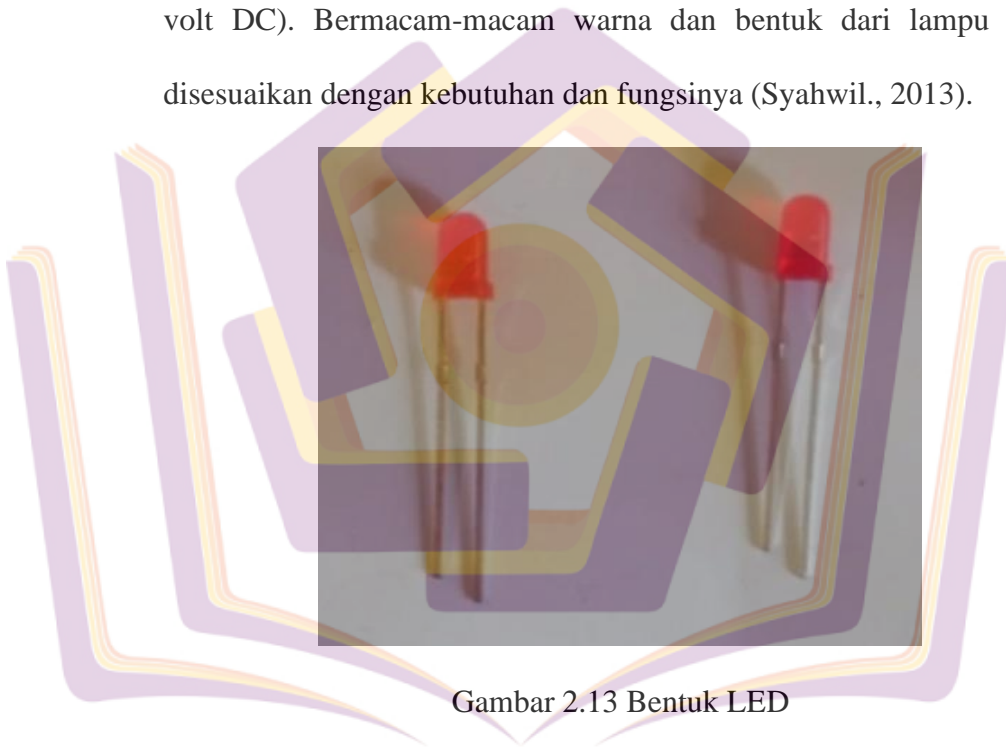 volt DC). Bermacam-macam warna dan bentuk dari lampu
disesuaikan dengan kebutuhan dan fungsinya (Syahwil., 2013).
Gambar 2.13 Bentuk LED